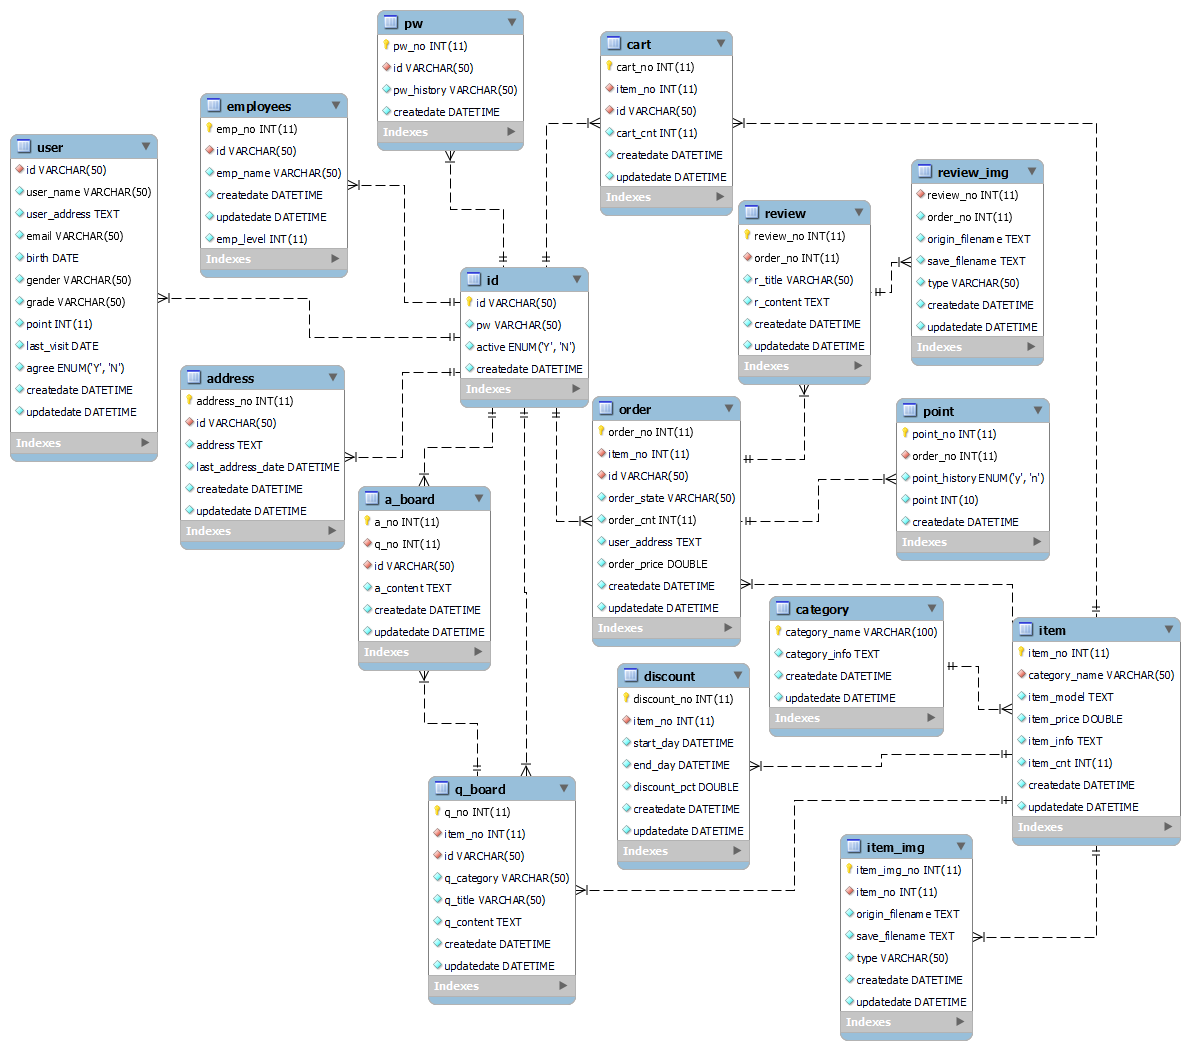 pw
pw_no INT(11)
id VARCHAR(50)
pw_history VARCHAR(50)
createdate DATETIME
Indexes
cart
cart_no INT(11)
item_no INT(11)
id VARCHAR(50)
cart_cnt INT(11)
createdate DATETIME
updatedate DATETIME
Indexes
employees
emp_no INT(11)
id VARCHAR(50)
emp_name VARCHAR(50)
createdate DATETIME
updatedate DATETIME
emp_level INT(11)
Indexes
user
id VARCHAR(50)
user_name VARCHAR(50)
user_address TEXT
email VARCHAR(50)
birth DATE
gender VARCHAR(50)
grade VARCHAR(50)
point INT(11)
last_visit DATE
agree ENUM('Y', 'N')
createdate DATETIME
updatedate DATETIME
Indexes
review_img
review_no INT(11)
order_no INT(11)
origin_filename TEXT
save_filename TEXT
type VARCHAR(50)
createdate DATETIME
updatedate DATETIME
Indexes
review
review_no INT(11)
order_no INT(11)
r_title VARCHAR(50)
r_content TEXT
createdate DATETIME
updatedate DATETIME
Indexes
id
id VARCHAR(50)
pw VARCHAR(50)
active ENUM('Y', 'N')
createdate DATETIME
Indexes
address
address_no INT(11)
id VARCHAR(50)
address TEXT
last_address_date DATETIME
createdate DATETIME
updatedate DATETIME
Indexes
order
order_no INT(11)
item_no INT(11)
id VARCHAR(50)
order_state VARCHAR(50)
order_cnt INT(11)
user_address TEXT
order_price DOUBLE
createdate DATETIME
updatedate DATETIME
Indexes
point
point_no INT(11)
order_no INT(11)
point_history ENUM('y', 'n')
point INT(10)
createdate DATETIME
Indexes
a_board
a_no INT(11)
q_no INT(11)
id VARCHAR(50)
a_content TEXT
createdate DATETIME
updatedate DATETIME
Indexes
category
category_name VARCHAR(100)
category_info TEXT
createdate DATETIME
updatedate DATETIME
Indexes
item
item_no INT(11)
category_name VARCHAR(50)
item_model TEXT
item_price DOUBLE
item_info TEXT
item_cnt INT(11)
createdate DATETIME
updatedate DATETIME
Indexes
discount
discount_no INT(11)
item_no INT(11)
start_day DATETIME
end_day DATETIME
discount_pct DOUBLE
createdate DATETIME
updatedate DATETIME
Indexes
q_board
q_no INT(11)
item_no INT(11)
id VARCHAR(50)
q_category VARCHAR(50)
q_title VARCHAR(50)
q_content TEXT
createdate DATETIME
updatedate DATETIME
Indexes
item_img
item_img_no INT(11)
item_no INT(11)
origin_filename TEXT
save_filename TEXT
type VARCHAR(50)
createdate DATETIME
updatedate DATETIME
Indexes